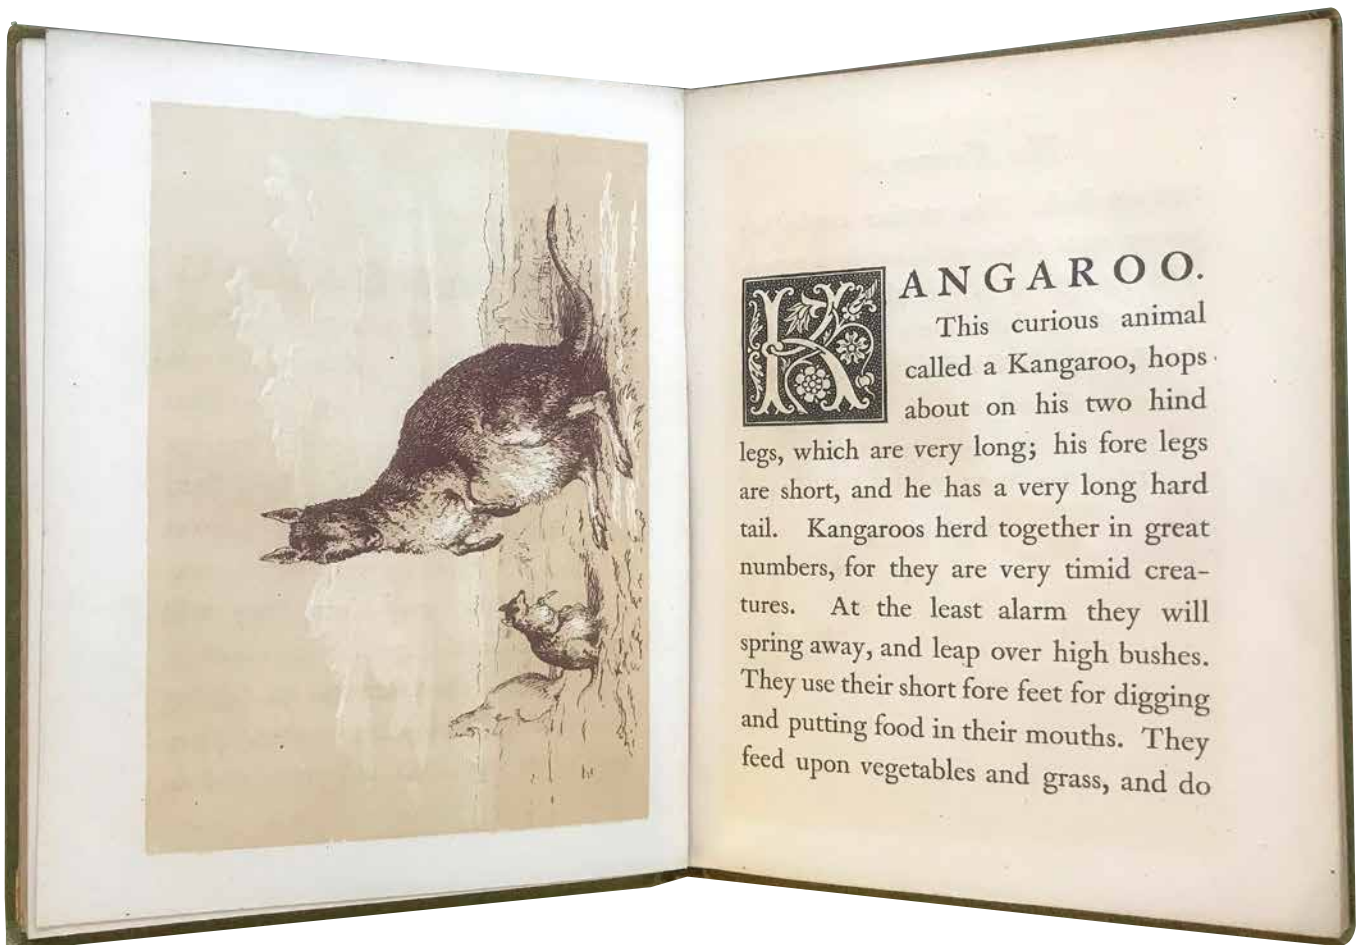 KANGAROO.
This curious animal
called a Kangaroo, hops
about on his two hind
legs, which are very long; his fore legs
are short, and he has a very long hard
tail. Kangaroos herd together in great
numbers, for they are very timid crea-
tures. At the least alarm they will
spring away, and leap over high bushes.
They use their short fore feet for digging
and putting food in their mouths. They
feed upon vegetables and grass, and do